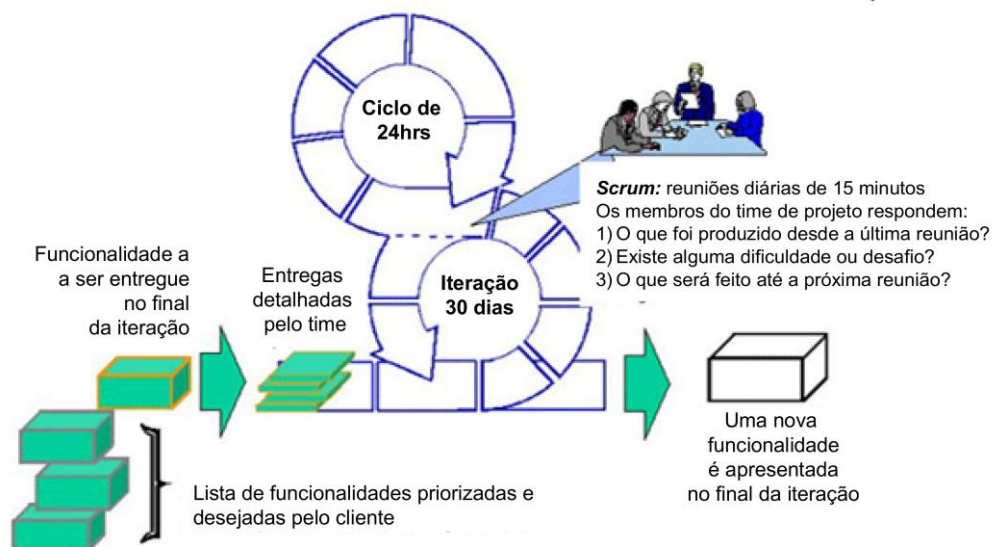 Ciclo de
24hrs
Scrum: reuniões diárias de 15 minutos
Os membros do time de projeto respondem:
1) O que foi produzido desde a última reunião?
2) Existe alguma dificuldade ou desafio?
3) O que será feito até a próxima reunião?
Funcionalidade a
a ser entregue
no final
da iteração
Entregas
detalhadas
pelo time
Iteração
30 dias
Uma nova
funcionalidade
é apresentada
no final da iteração
Lista de funcionalidades priorizadas e
desejadas pelo cliente